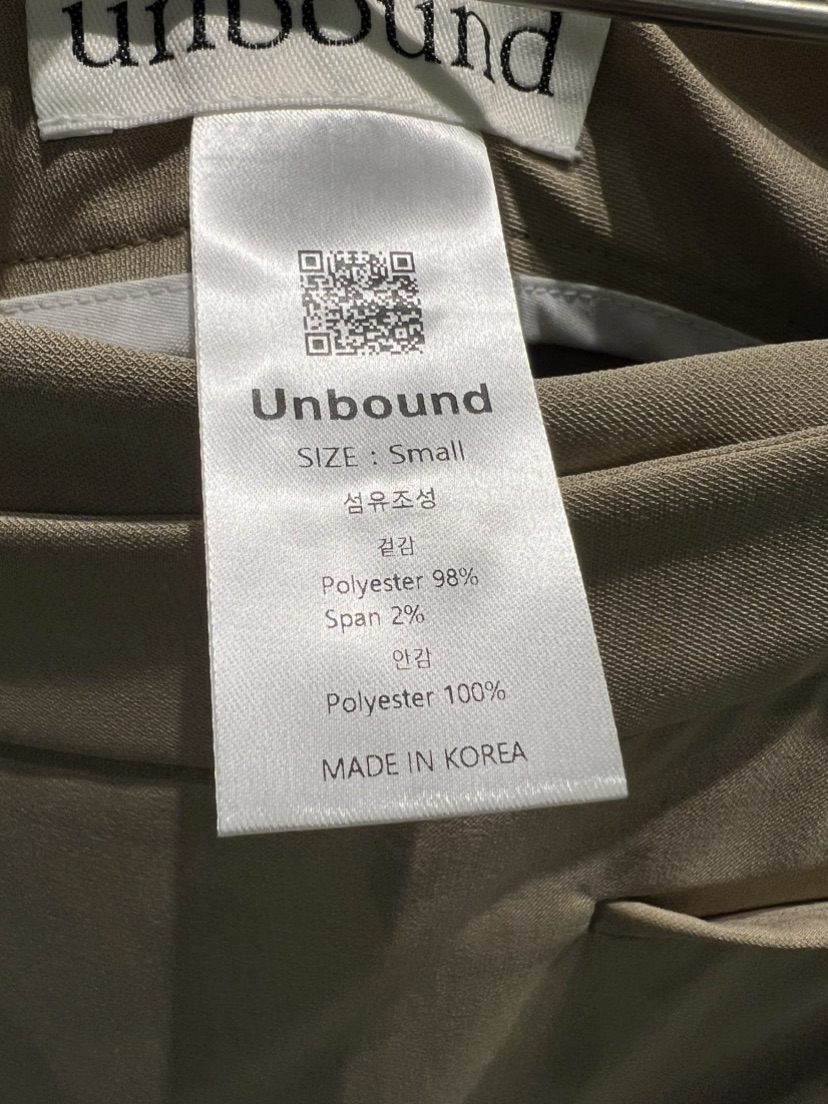 unbound
Unbound
SIZE : Small
섬유조성
겉감
Polyester 98%
Span 2%
안감
Polyester 100%
MADE IN KOREA